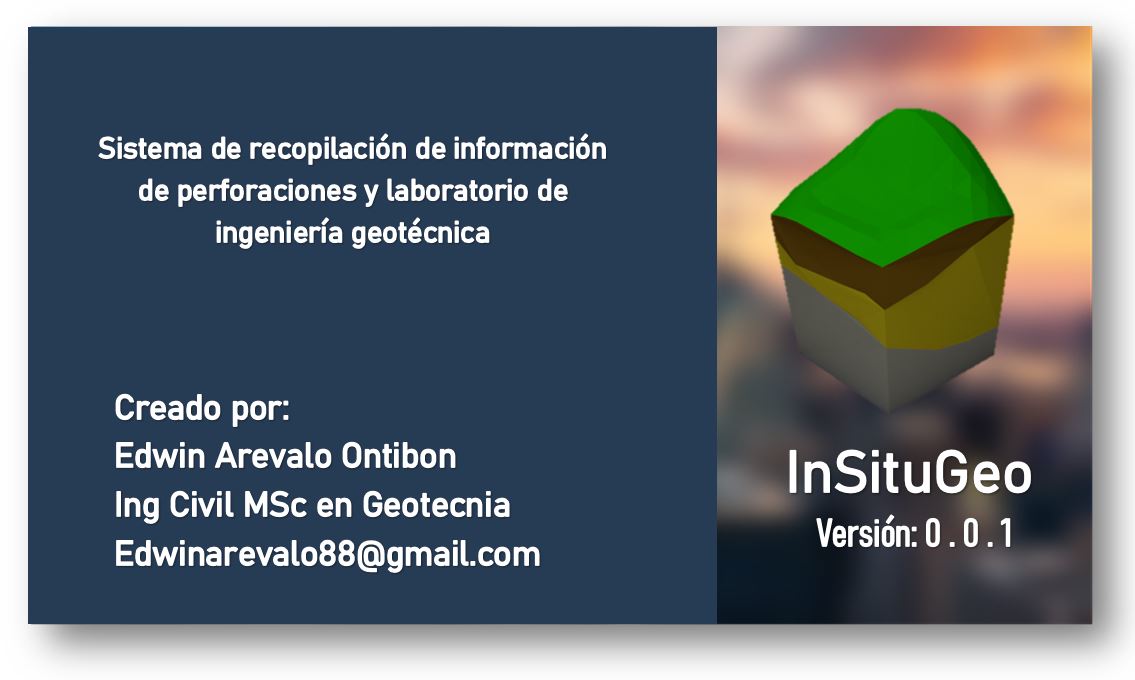 Sistema de recopilación de información
de perforaciones y laboratorio de
ingeniería geotécnica
Creado por:
Edwin Arevalo Ontibon
Ing Civil MSc en Geotecnia
Edwinarevalo88@gmail.com
InSituGeo
Versión: 0 . 0 . 1